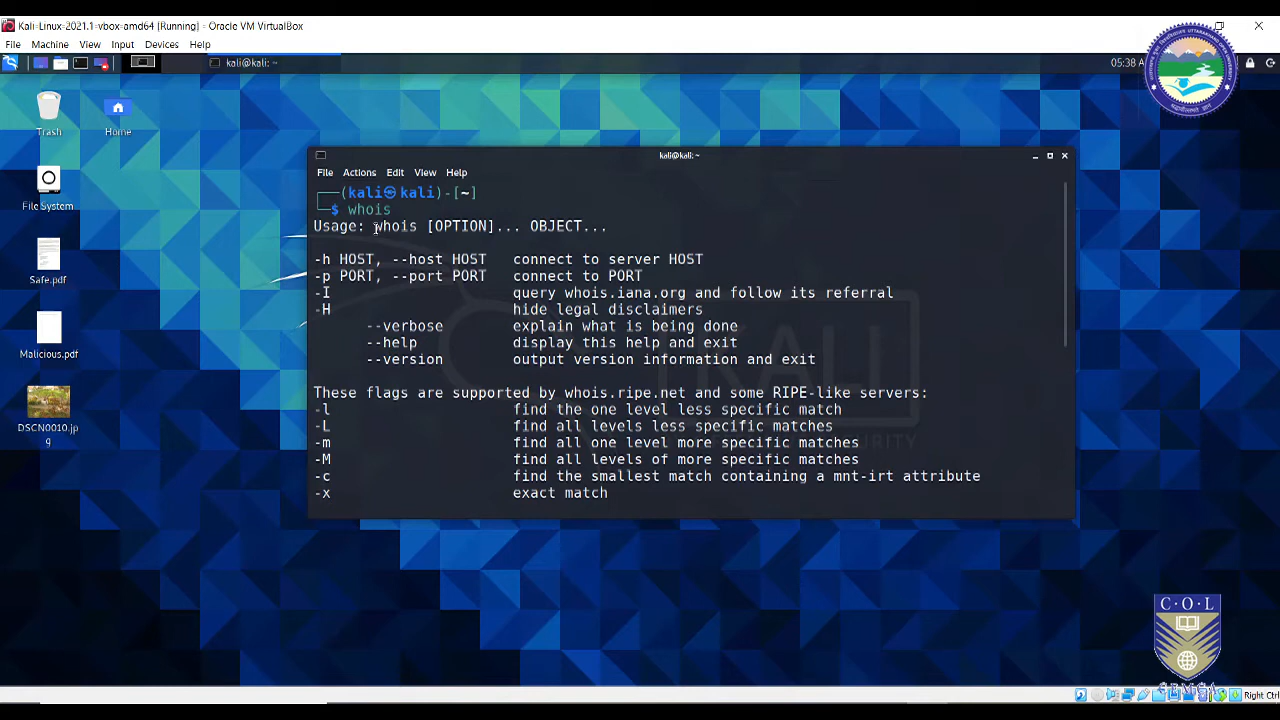 Kali-Linux-2021.1-vbox-amd64 [Running] - Oracle VM VirtualBox
File Machine View Input Devices Help
kali@kali: ~
05:38 A
Trash
Home
File System
Safe.pdf
Malicious.pdf
DSCN0010.jp
g
kali@kali: ~
File Actions Edit View Help
┌──(kali㉿kali)-[~]
└─$ whois
Usage: whois [OPTION]... OBJECT...
-h HOST, --host HOST   connect to server HOST
-p PORT, --port PORT   connect to PORT
-I                     query whois.iana.org and follow its referral
-H                     hide legal disclaimers
      --verbose        explain what is being done
      --help           display this help and exit
      --version        output version information and exit
These flags are supported by whois.ripe.net and some RIPE-like servers:
-l                     find the one level less specific match
-L                     find all levels less specific matches
-m                     find all one level more specific matches
-M                     find all levels of more specific matches
-c                     find the smallest match containing a mnt-irt attribute
-x                     exact match
C·O·L
Right Ctrl